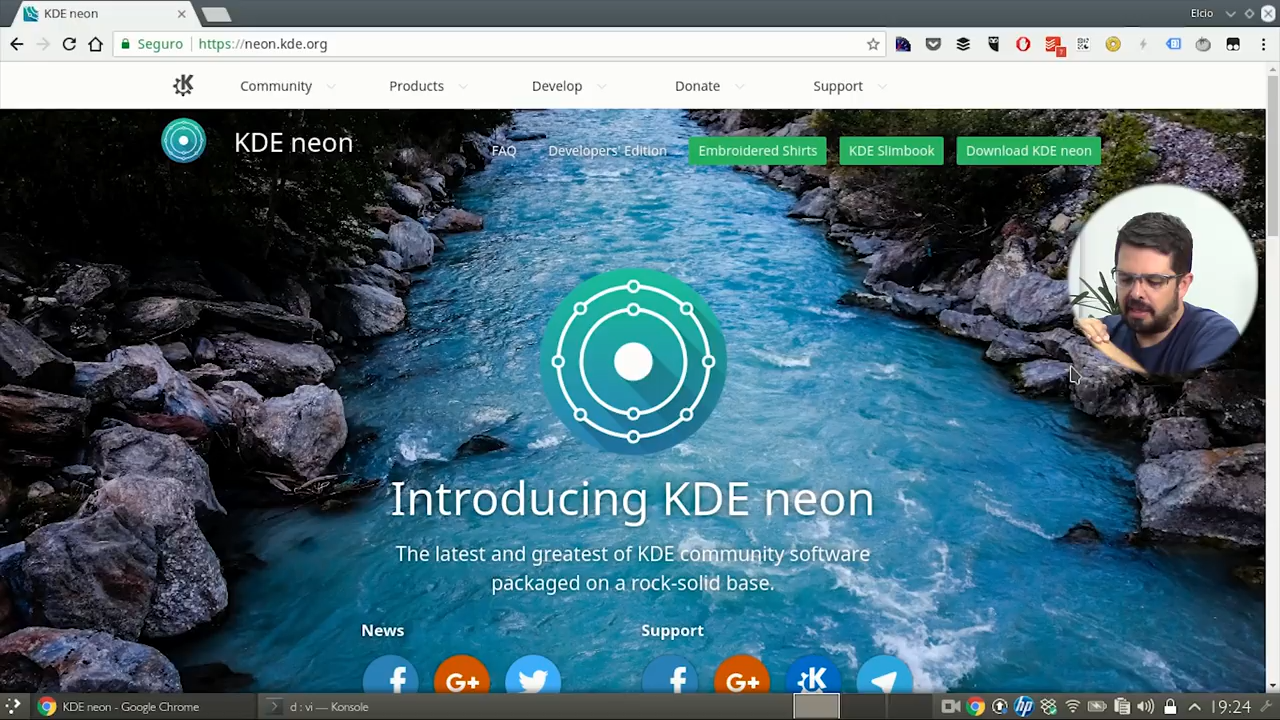 KDE neon
Elcio
Seguro https://neon.kde.org
7
Community Products Develop Donate Support
KDE neon
FAQ Developers' Edition Embroidered Shirts KDE Slimbook Download KDE neon
Introducing KDE neon
The latest and greatest of KDE community software
packaged on a rock-solid base.
News Support
f G+ f G+ K
KDE neon - Google Chrome d : vi — Konsole hp 19:24